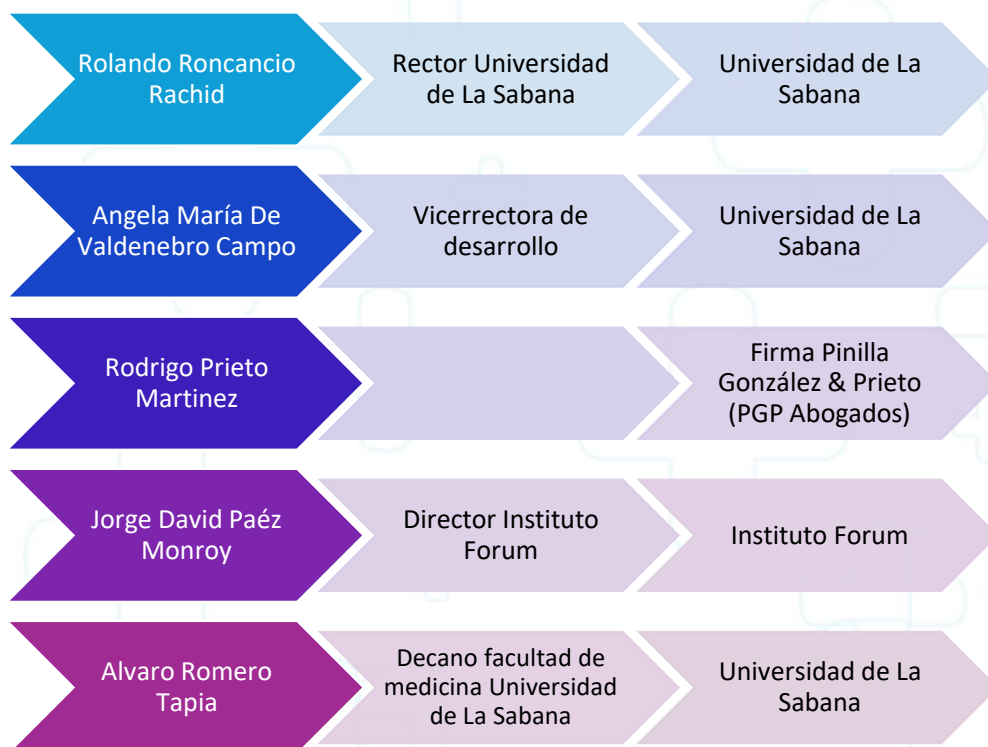 Rolando Roncancio
Rachid
Rector Universidad
de La Sabana
Universidad de La
Sabana
Angela María De
Valdenebro Campo
Vicerrectora de
desarrollo
Universidad de La
Sabana
Rodrigo Prieto
Martinez
Firma Pinilla
González & Prieto
(PGP Abogados)
Jorge David Paéz
Monroy
Director Instituto
Forum
Instituto Forum
Alvaro Romero
Tapia
Decano facultad de
medicina Universidad
de La Sabana
Universidad de La
Sabana